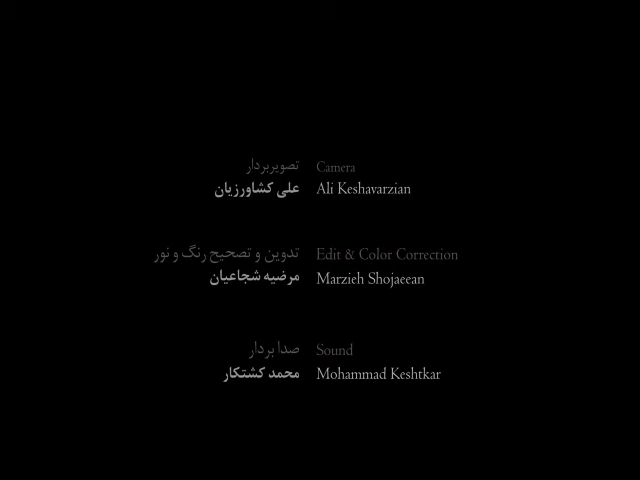 تصویربردار Camera
علی کشاورزیان Ali Keshavarzian
تدوین و تصحیح رنگ و نور Edit & Color Correction
مرضیه شجاعیان Marzieh Shojaeean
صدا بردار Sound
محمد کشتکار Mohammad Keshtkar